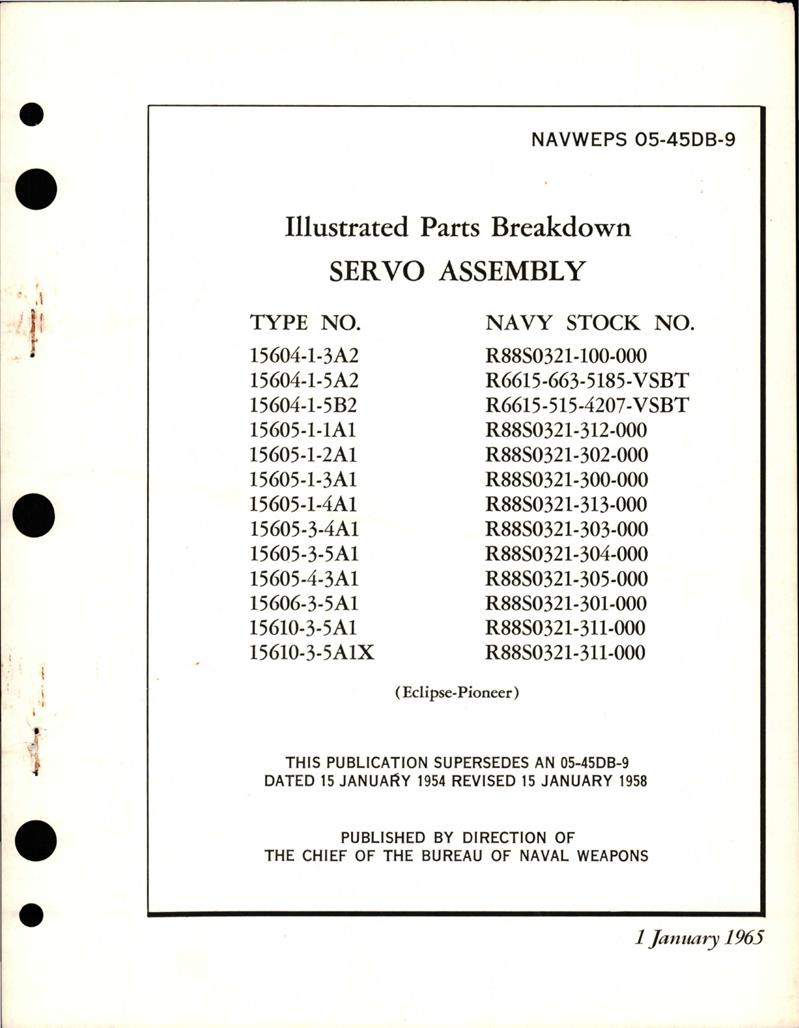 NAVWEPS 05-45DB-9
Illustrated Parts Breakdown
SERVO ASSEMBLY
TYPE NO. NAVY STOCK NO.
15604-1-3A2 R88S0321-100-000
15604-1-5A2 R6615-663-5185-VSBT
15604-1-5B2 R6615-515-4207-VSBT
15605-1-1A1 R88S0321-312-000
15605-1-2A1 R88S0321-302-000
15605-1-3A1 R88S0321-300-000
15605-1-4A1 R88S0321-313-000
15605-3-4A1 R88S0321-303-000
15605-3-5A1 R88S0321-304-000
15605-4-3A1 R88S0321-305-000
15606-3-5A1 R88S0321-301-000
15610-3-5A1 R88S0321-311-000
15610-3-5A1X R88S0321-311-000
(Eclipse-Pioneer)
THIS PUBLICATION SUPERSEDES AN 05-45DB-9
DATED 15 JANUARY 1954 REVISED 15 JANUARY 1958
PUBLISHED BY DIRECTION OF
THE CHIEF OF THE BUREAU OF NAVAL WEAPONS
1 January 1965